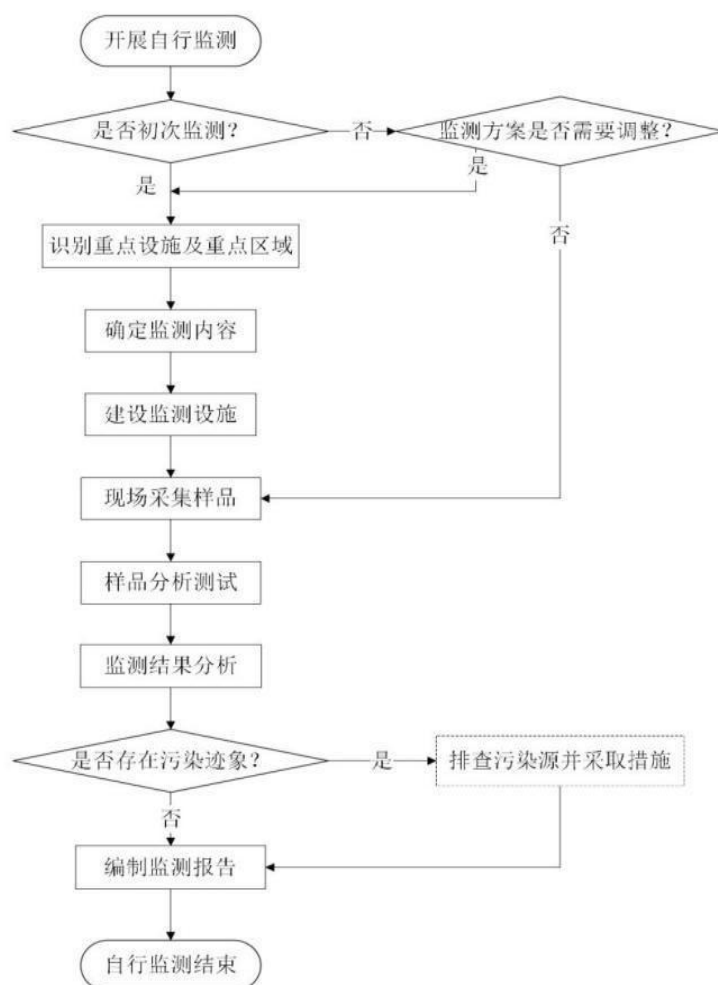 开展自行监测
是否初次监测？
否
监测方案是否需要调整？
是
是
否
识别重点设施及重点区域
确定监测内容
建设监测设施
现场采集样品
样品分析测试
监测结果分析
是否存在污染迹象？
是
排查污染源并采取措施
否
编制监测报告
自行监测结束